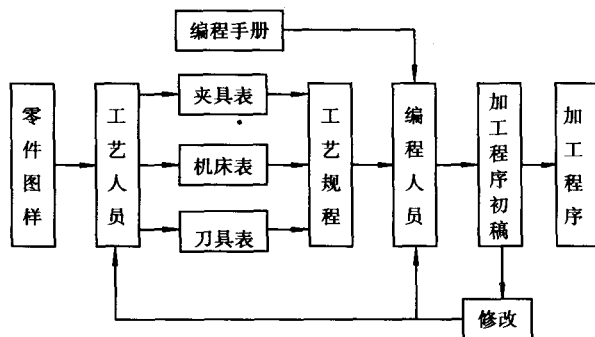 编程手册
零件图样
工艺人员
夹具表
机床表
刀具表
工艺规程
编程人员
加工程序初稿
加工程序
修改